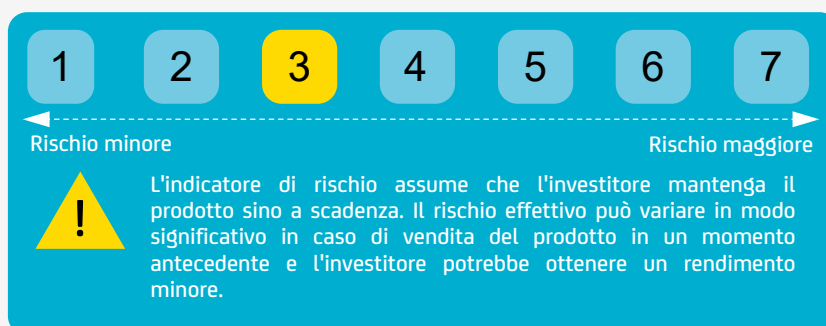 1 2 3 4 5 6 7
Rischio minore Rischio maggiore
! L'indicatore di rischio assume che l'investitore mantenga il
prodotto sino a scadenza. Il rischio effettivo può variare in modo
significativo in caso di vendita del prodotto in un momento
antecedente e l'investitore potrebbe ottenere un rendimento
minore.